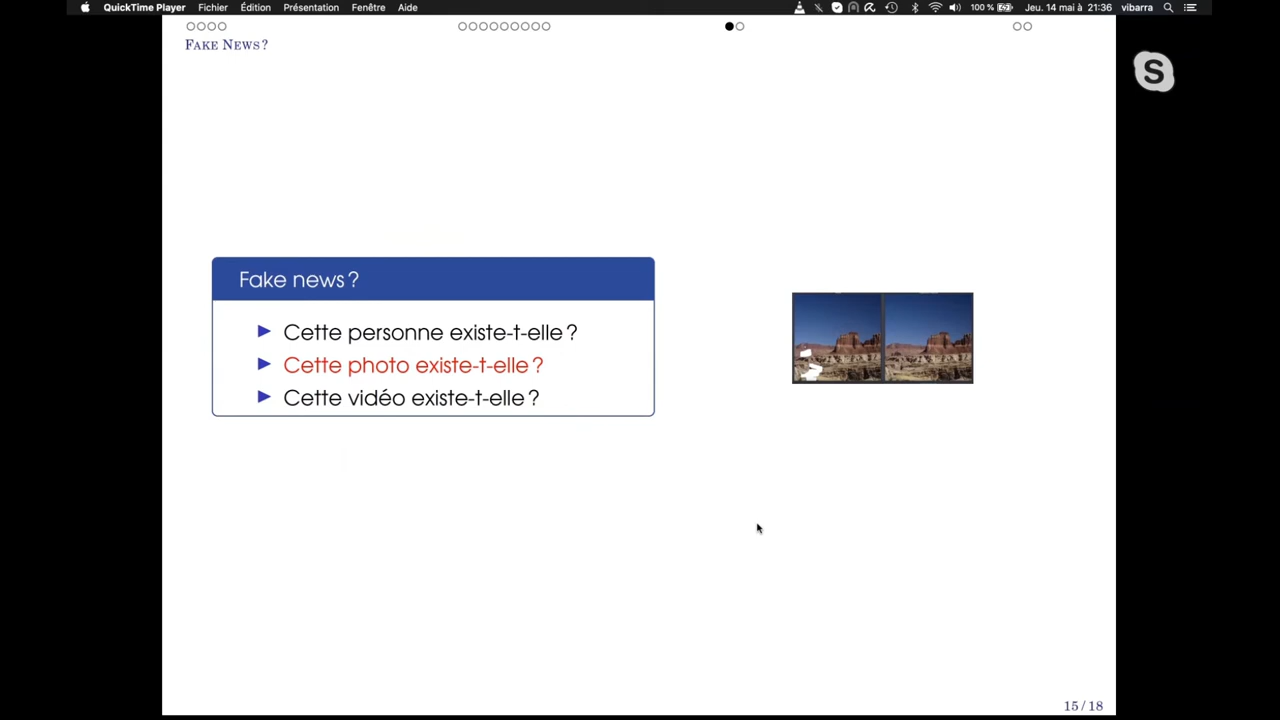 QuickTime Player Fichier Édition Présentation Fenêtre Aide 100 % Jeu. 14 mai à 21:36 vibarra
Fake News?
S
Fake news ?
Cette personne existe-t-elle ?
Cette photo existe-t-elle ?
Cette vidéo existe-t-elle ?
15 / 18